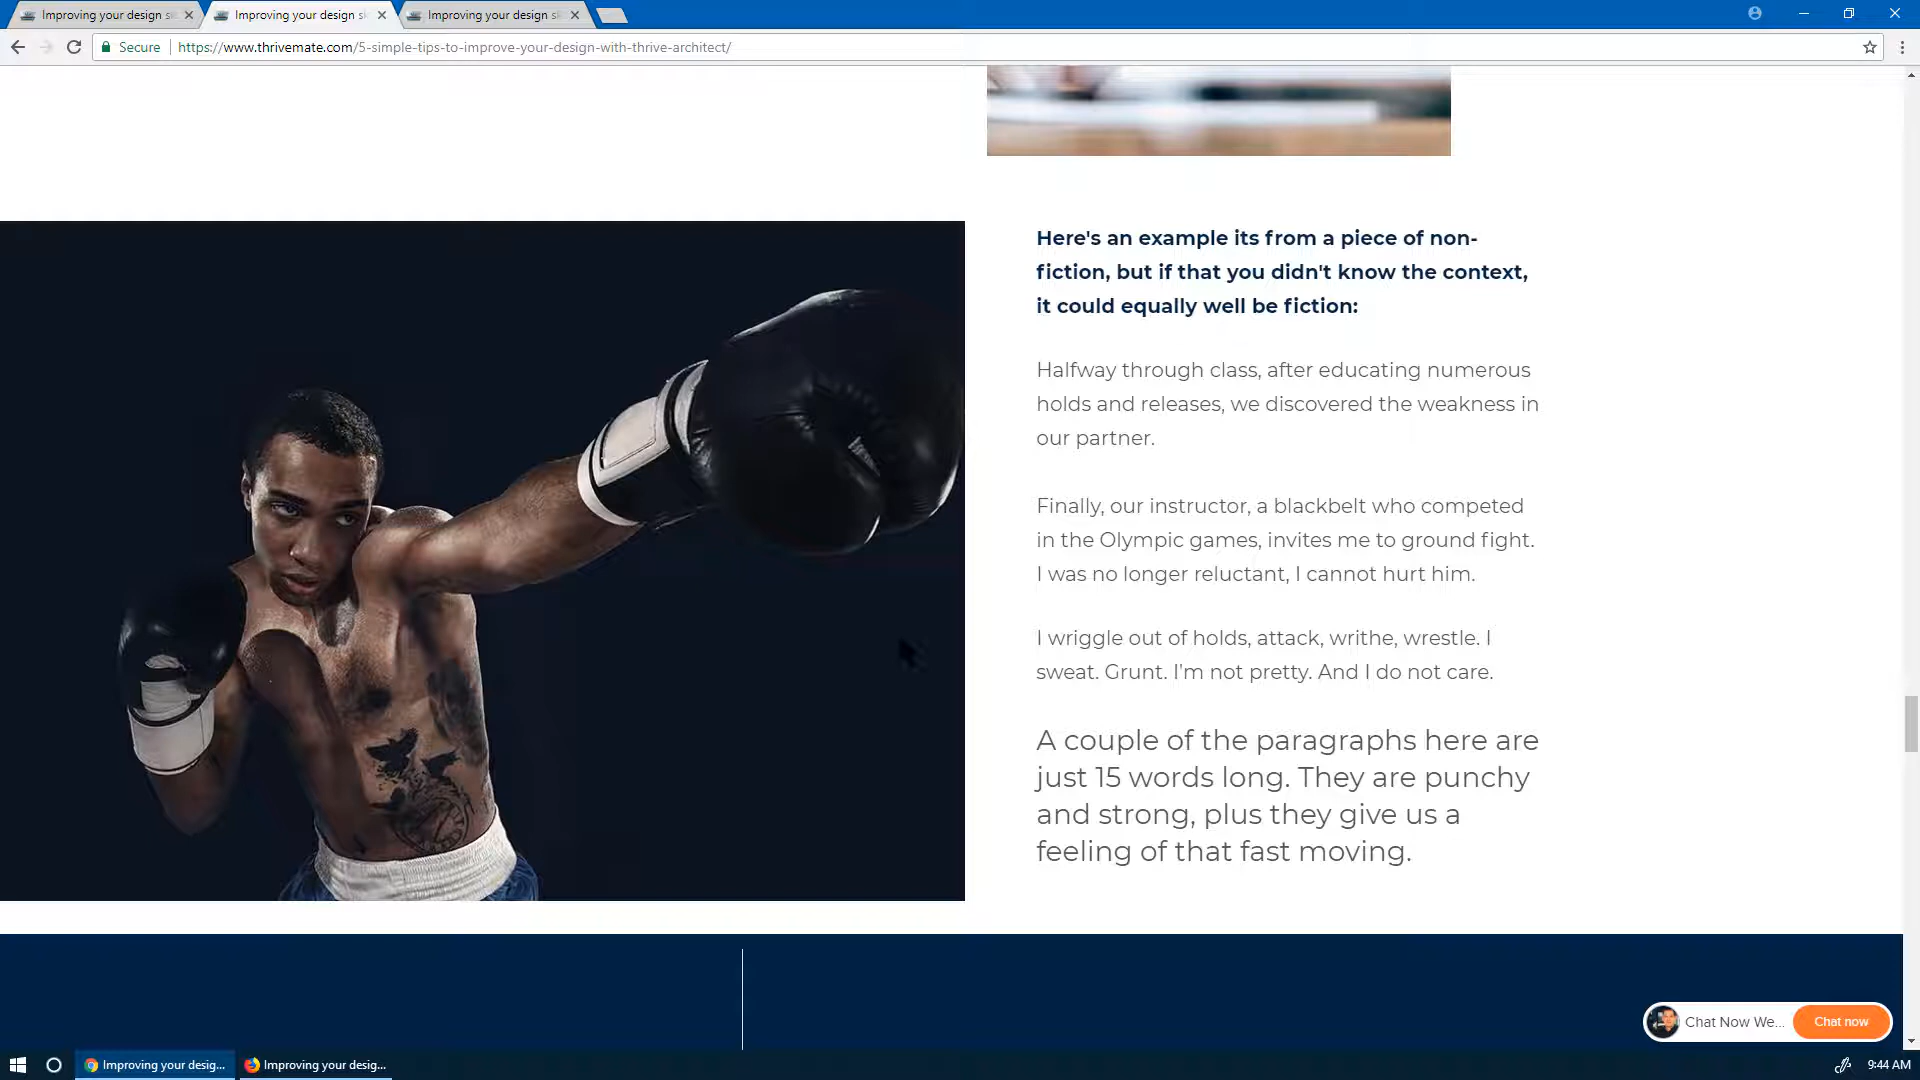 Improving your design sk
Improving your design sk
Improving your design sk
Secure
https://www.thrivemate.com/5-simple-tips-to-improve-your-design-with-thrive-architect/
Here's an example its from a piece of non-
fiction, but if that you didn't know the context,
it could equally well be fiction:
Halfway through class, after educating numerous
holds and releases, we discovered the weakness in
our partner.
Finally, our instructor, a blackbelt who competed
in the Olympic games, invites me to ground fight.
I was no longer reluctant, I cannot hurt him.
I wriggle out of holds, attack, writhe, wrestle. I
sweat. Grunt. I'm not pretty. And I do not care.
A couple of the paragraphs here are
just 15 words long. They are punchy
and strong, plus they give us a
feeling of that fast moving.
Chat Now We...
Chat now
Improving your desig...
Improving your desig...
9:44 AM